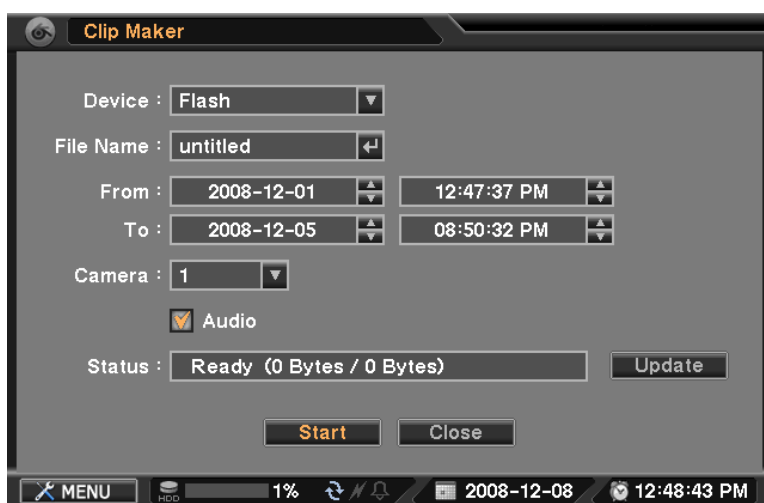 Clip Maker
Device : Flash
File Name : untitled
From : 2008-12-01 12:47:37 PM
To : 2008-12-05 08:50:32 PM
Camera : 1
Audio
Status : Ready (0 Bytes / 0 Bytes) Update
Start Close
MENU HDD 1% 2008-12-08 12:48:43 PM